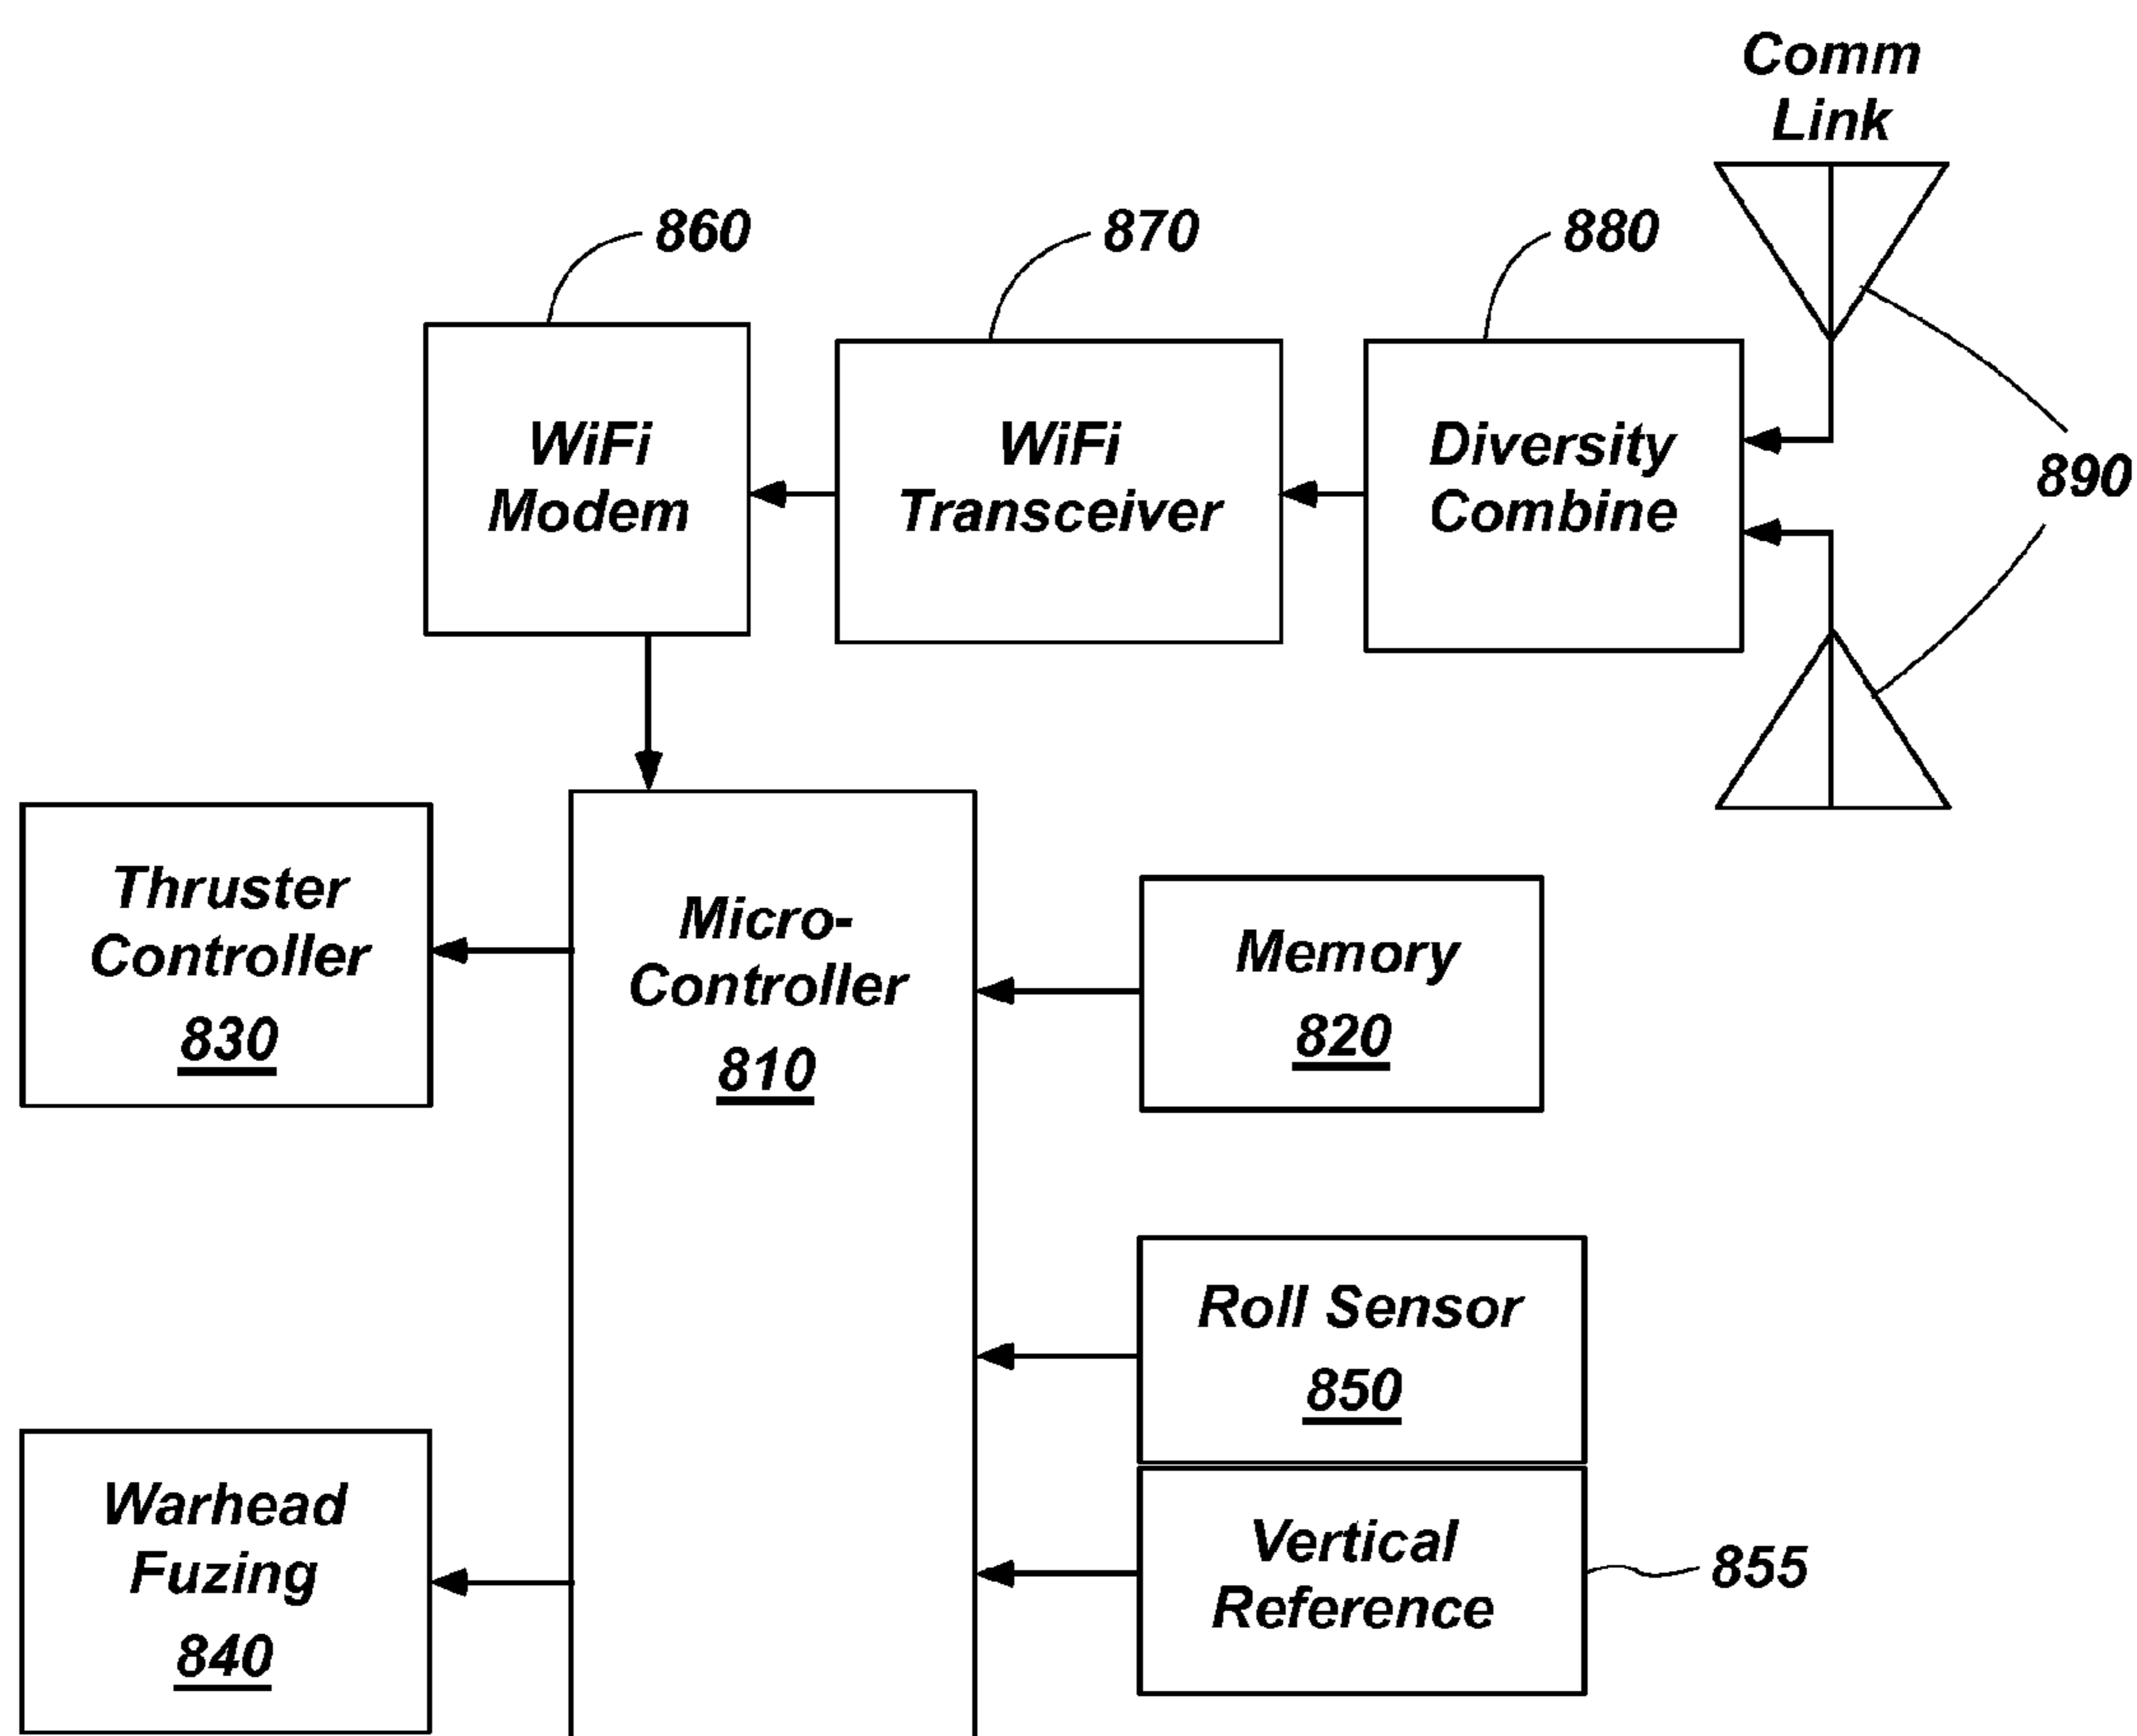 Comm
Link
860
870
880
WiFi
Modem
WiFi
Transceiver
Diversity
Combine
890
Thruster
Controller
830
Micro-
Controller
810
Memory
820
Roll Sensor
850
Warhead
Fuzing
840
Vertical
Reference
855